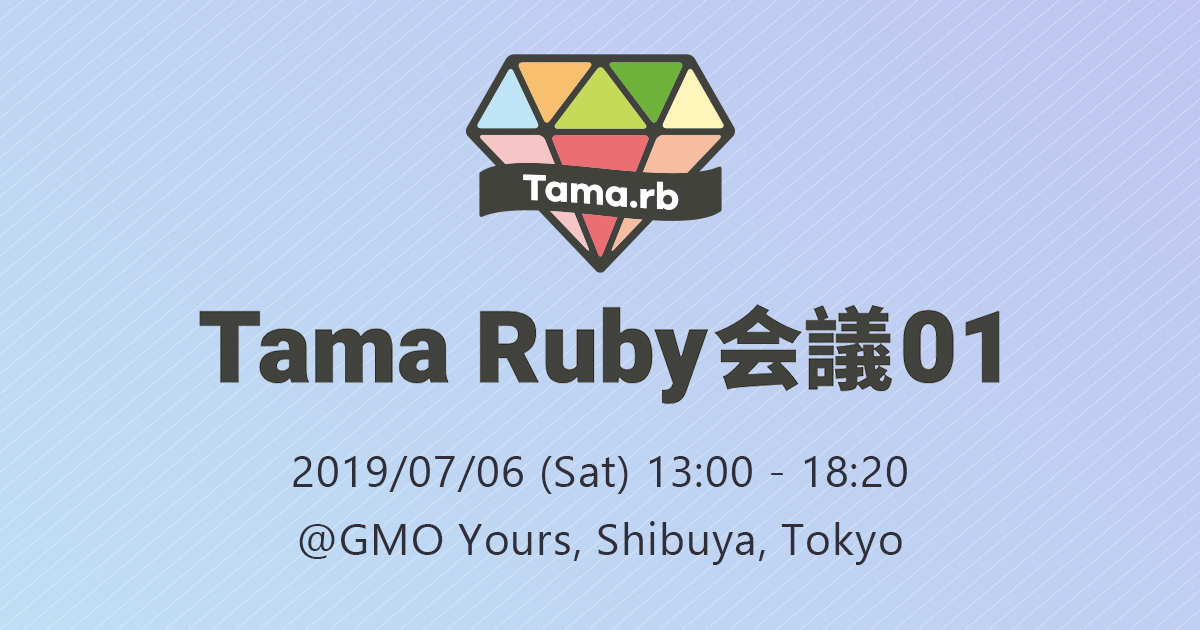 Tama.rb
Tama Ruby会議01
2019/07/06 (Sat) 13:00 - 18:20
@GMO Yours, Shibuya, Tokyo